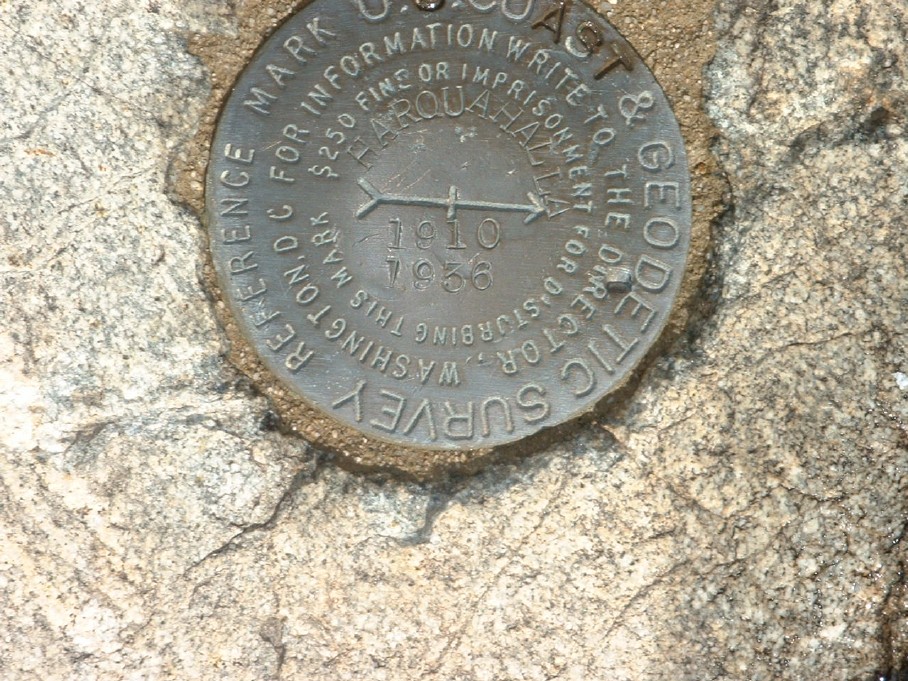 U.S. COAST & GEODETIC SURVEY
REFERENCE MARK
FOR INFORMATION WRITE TO THE DIRECTOR, WASHINGTON, D.C.
$250 FINE OR IMPRISONMENT FOR DISTURBING THIS MARK
HARQUAHALLA
1910
1936